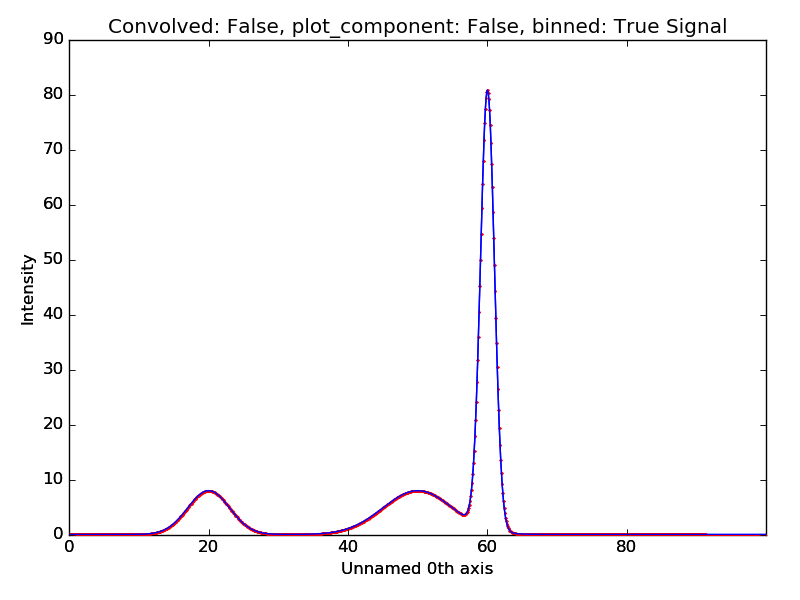 Convolved: False, plot_component: False, binned: True Signal
90
80
70
60
50
40
30
20
10
0
Intensity
0 20 40 60 80
Unnamed 0th axis